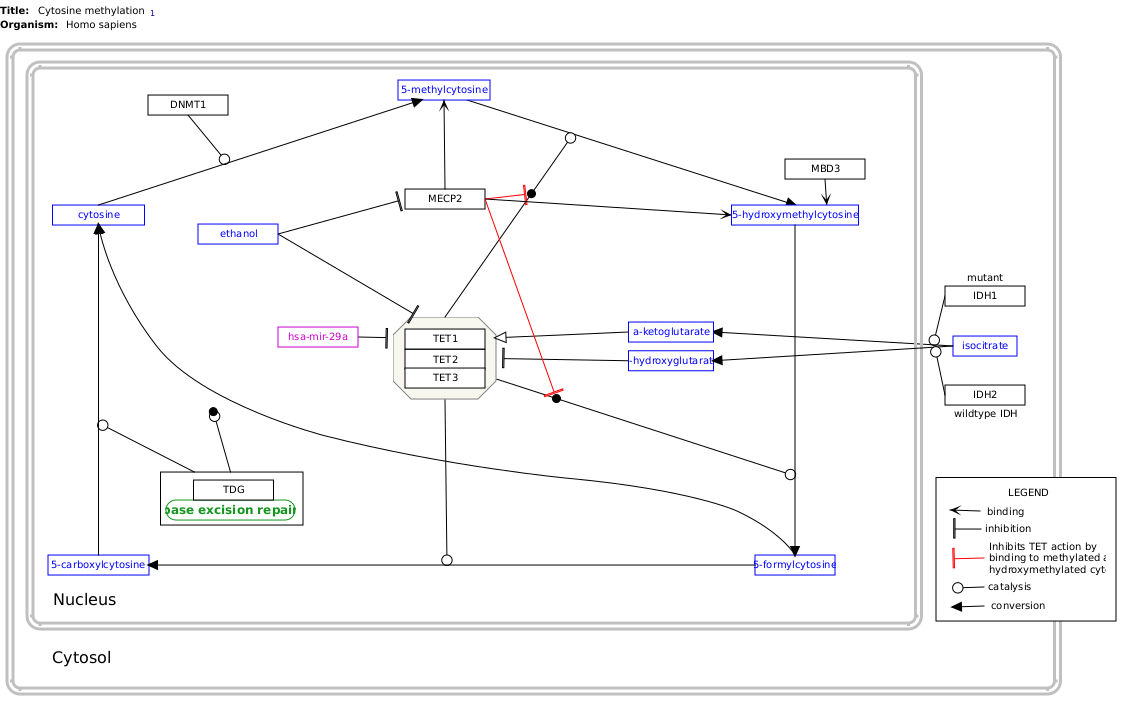 Title: Cytosine methylation 1
Organism: Homo sapiens
5-methylcytosine
DNMT1
MBD3
MECP2
cytosine
5-hydroxymethylcytosine
ethanol
mutant
IDH1
hsa-mir-29a
TET1
TET2
TET3
a-ketoglutarate
-hydroxyglutarat
isocitrate
IDH2
wildtype IDH
TDG
base excision repair
LEGEND
binding
inhibition
Inhibits TET action by
binding to methylated a
hydroxymethylated cyt
catalysis
conversion
5-carboxylcytosine
5-formylcytosine
Nucleus
Cytosol